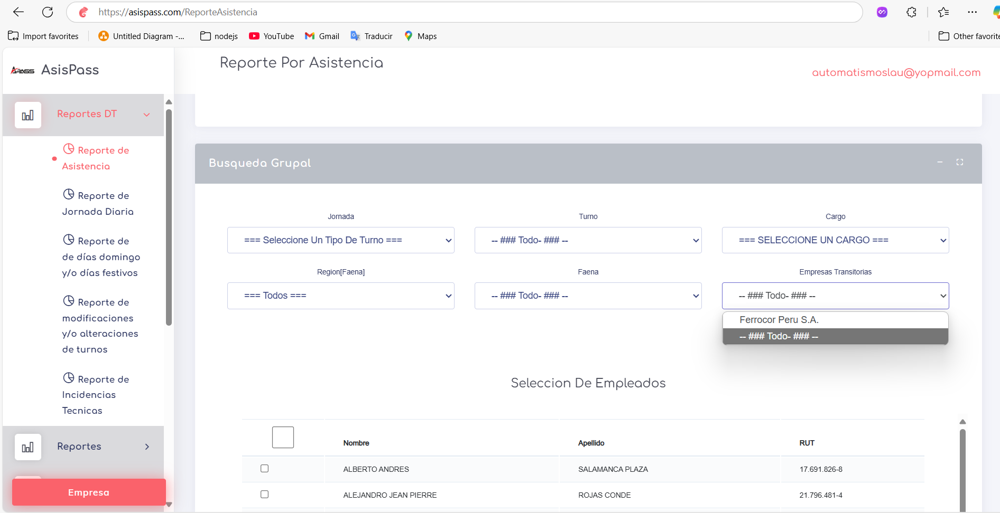 https://asispass.com/ReporteAsistencia
Import favorites
Untitled Diagram -...
nodejs
YouTube
Gmail
Traducir
Maps
Other favorite
APASS
AsisPass
Reporte Por Asistencia
automatismoslau@yopmail.com
Reportes DT
Reporte de
Asistencia
Reporte de
Jornada Diaria
Reporte de
de días domingo
y/o días festivos
Reporte de
modificaciones
y/o alteraciones
de turnos
Reporte de
Incidencias
Tecnicas
Reportes
Empresa
Busqueda Grupal
Jornada
Turno
Cargo
=== Seleccione Un Tipo De Turno ===
-- ### Todo- ### --
=== SELECCIONE UN CARGO ===
Region[Faena]
Faena
Empresas Transitorias
=== Todos ===
-- ### Todo- ### --
-- ### Todo- ### --
Ferrocor Peru S.A.
-- ### Todo- ### --
Seleccion De Empleados
Nombre Apellido RUT
ALBERTO ANDRES SALAMANCA PLAZA 17.691.826-8
ALEJANDRO JEAN PIERRE ROJAS CONDE 21.796.481-4